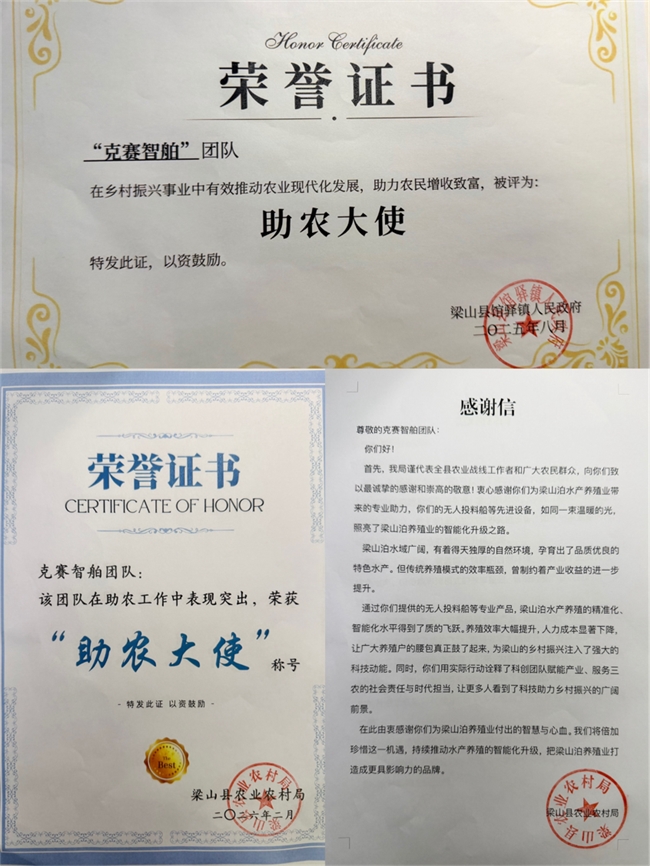 Honor Certificate
荣誉证书
“克赛智舶”团队
在乡村振兴事业中有效推动农业现代化发展，助力农民增收致富，被评为：
助农大使
特发此证，以资鼓励。
梁山县馆驿镇人民政府
二〇二五年八月
荣誉证书
CERTIFICATE OF HONOR
克赛智舶团队：
该团队在助农工作中表现突出，荣获
“助农大使”称号
- 特发此证 以资鼓励 -
The
Best
梁山县农业农村局
二〇二六年二月
感谢信
尊敬的克赛智舶团队：
你们好！
首先，我局谨代表全县农业战线工作者和广大农民群众，向你们致
以最诚挚的感谢和崇高的敬意！衷心感谢你们为梁山泊水产养殖业带
来的专业助力，你们的无人投料船等先进设备，如同一束温暖的光，
照亮了梁山泊养殖业的智能化升级之路。
梁山泊水域广阔，有着得天独厚的自然环境，孕育出了品质优良的
特色水产。但传统养殖模式的效率瓶颈，曾制约着产业收益的进一步
提升。
通过你们提供的无人投料船等专业产品，梁山泊水产养殖的精准化、
智能化水平得到了质的飞跃。养殖效率大幅提升，人力成本显著下降，
让广大养殖户的腰包真正鼓了起来，为梁山的乡村振兴注入了强大的
科技动能。同时，你们用实际行动诠释了科创团队赋能产业、服务三
农的社会责任与时代担当，让更多人看到了科技助力乡村振兴的广阔
前景。
在此由衷感谢你们为梁山泊养殖业付出的智慧与心血。我们将倍加
珍惜这一机遇，持续推动水产养殖的智能化升级，把梁山泊养殖业打
造成更具影响力的品牌。
梁山县农业农村局